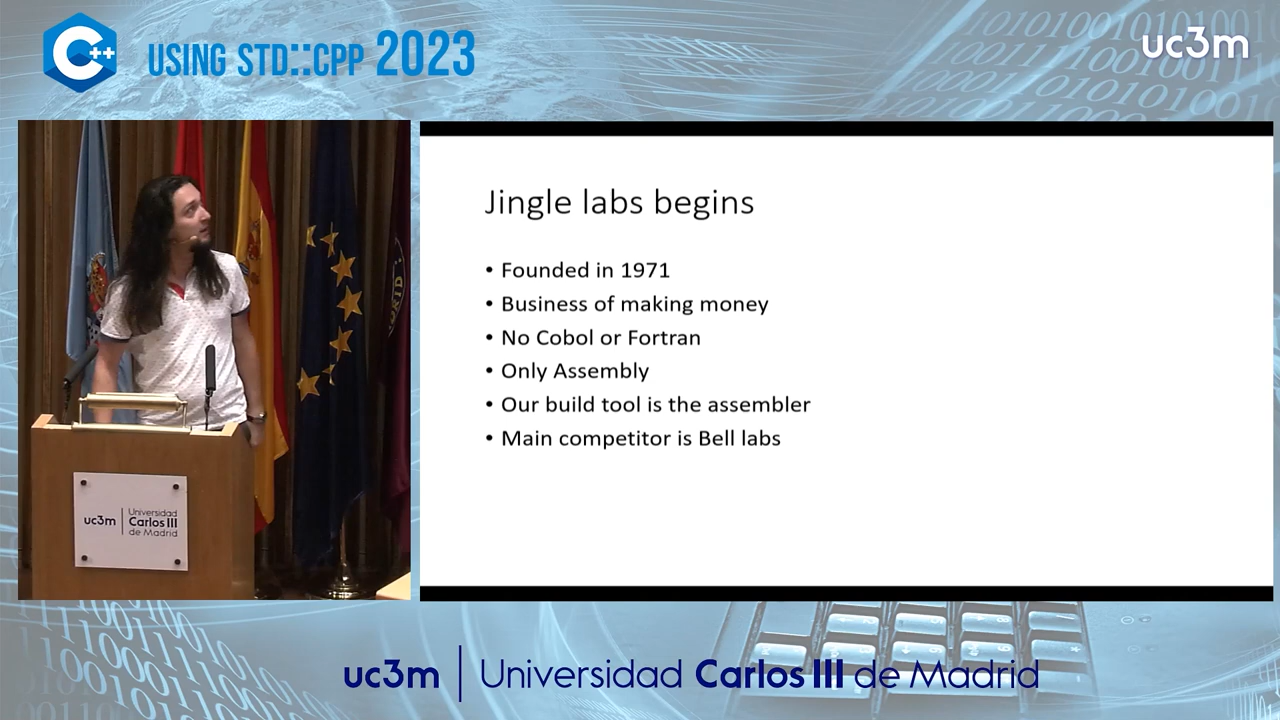 C++
USING STD::CPP 2023
uc3m
Jingle labs begins
• Founded in 1971
• Business of making money
• No Cobol or Fortran
• Only Assembly
• Our build tool is the assembler
• Main competitor is Bell labs
uc3m | Universidad
Carlos III
de Madrid
uc3m | Universidad Carlos III de Madrid